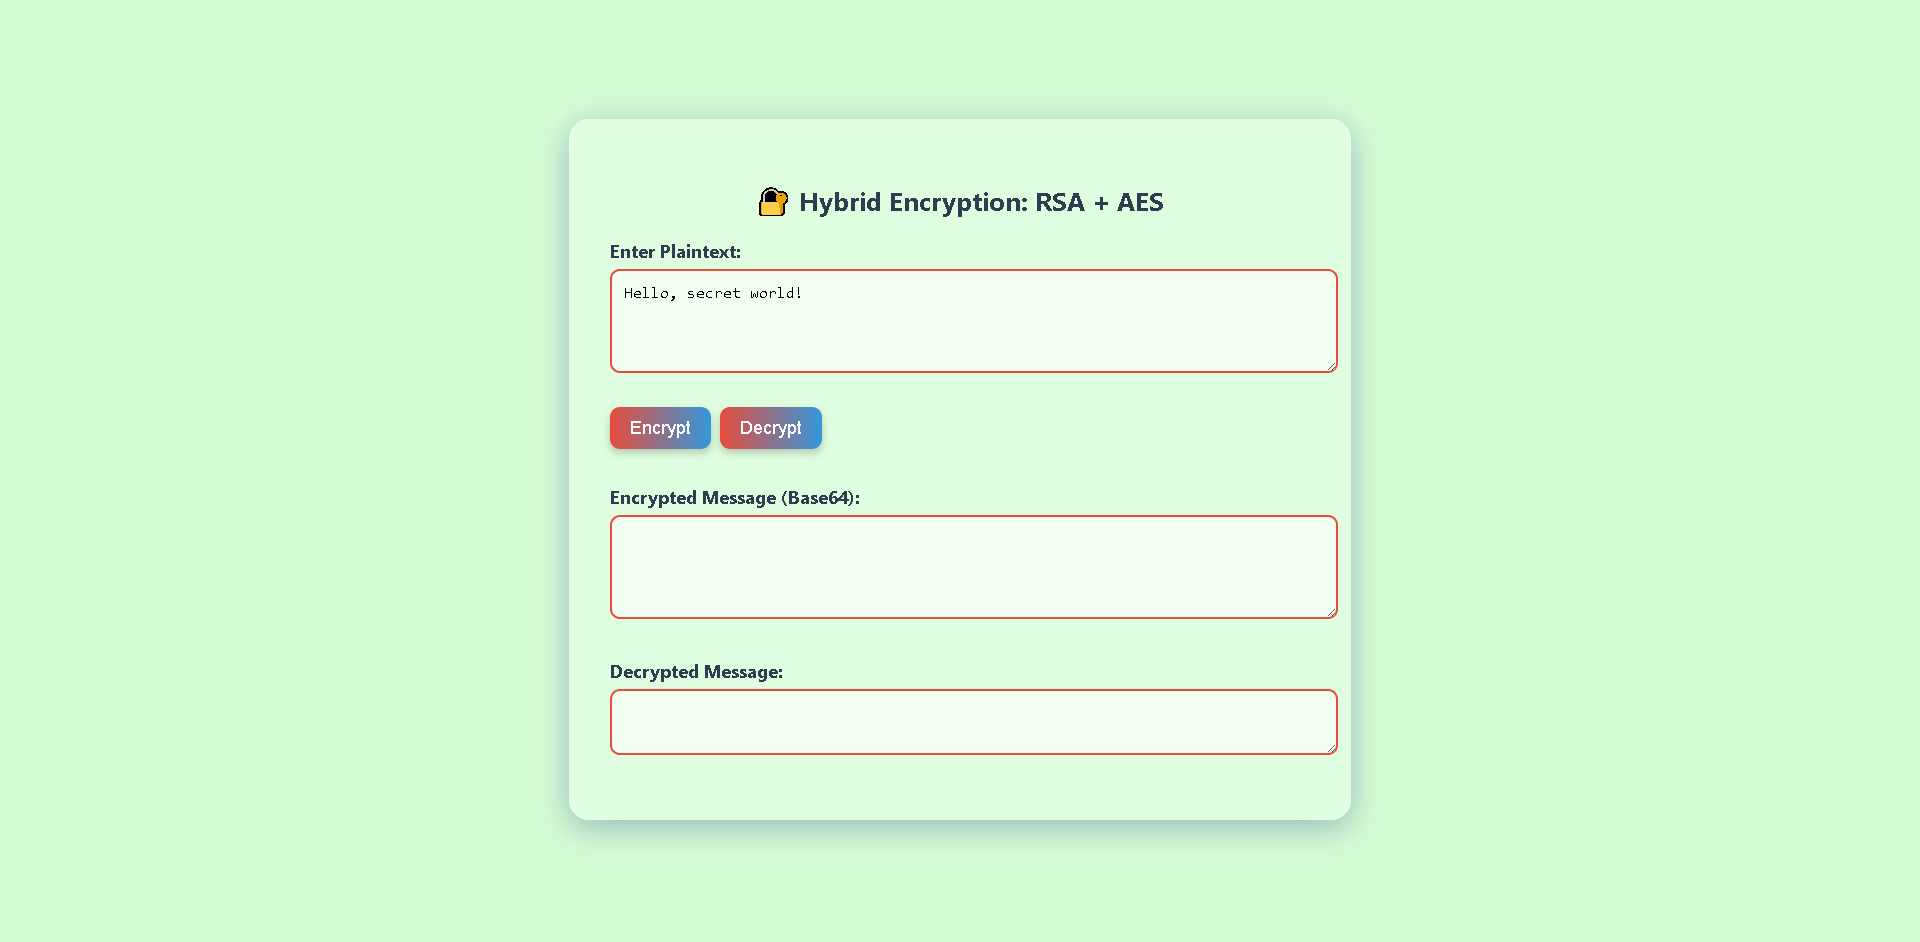 🔐 Hybrid Encryption: RSA + AES
Enter Plaintext:
Hello, secret world!
Encrypt Decrypt
Encrypted Message (Base64):
Decrypted Message: